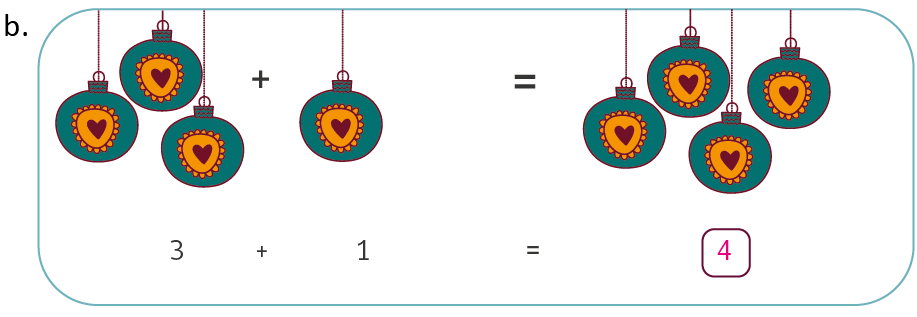 b.
+ =
3 + 1 = 4